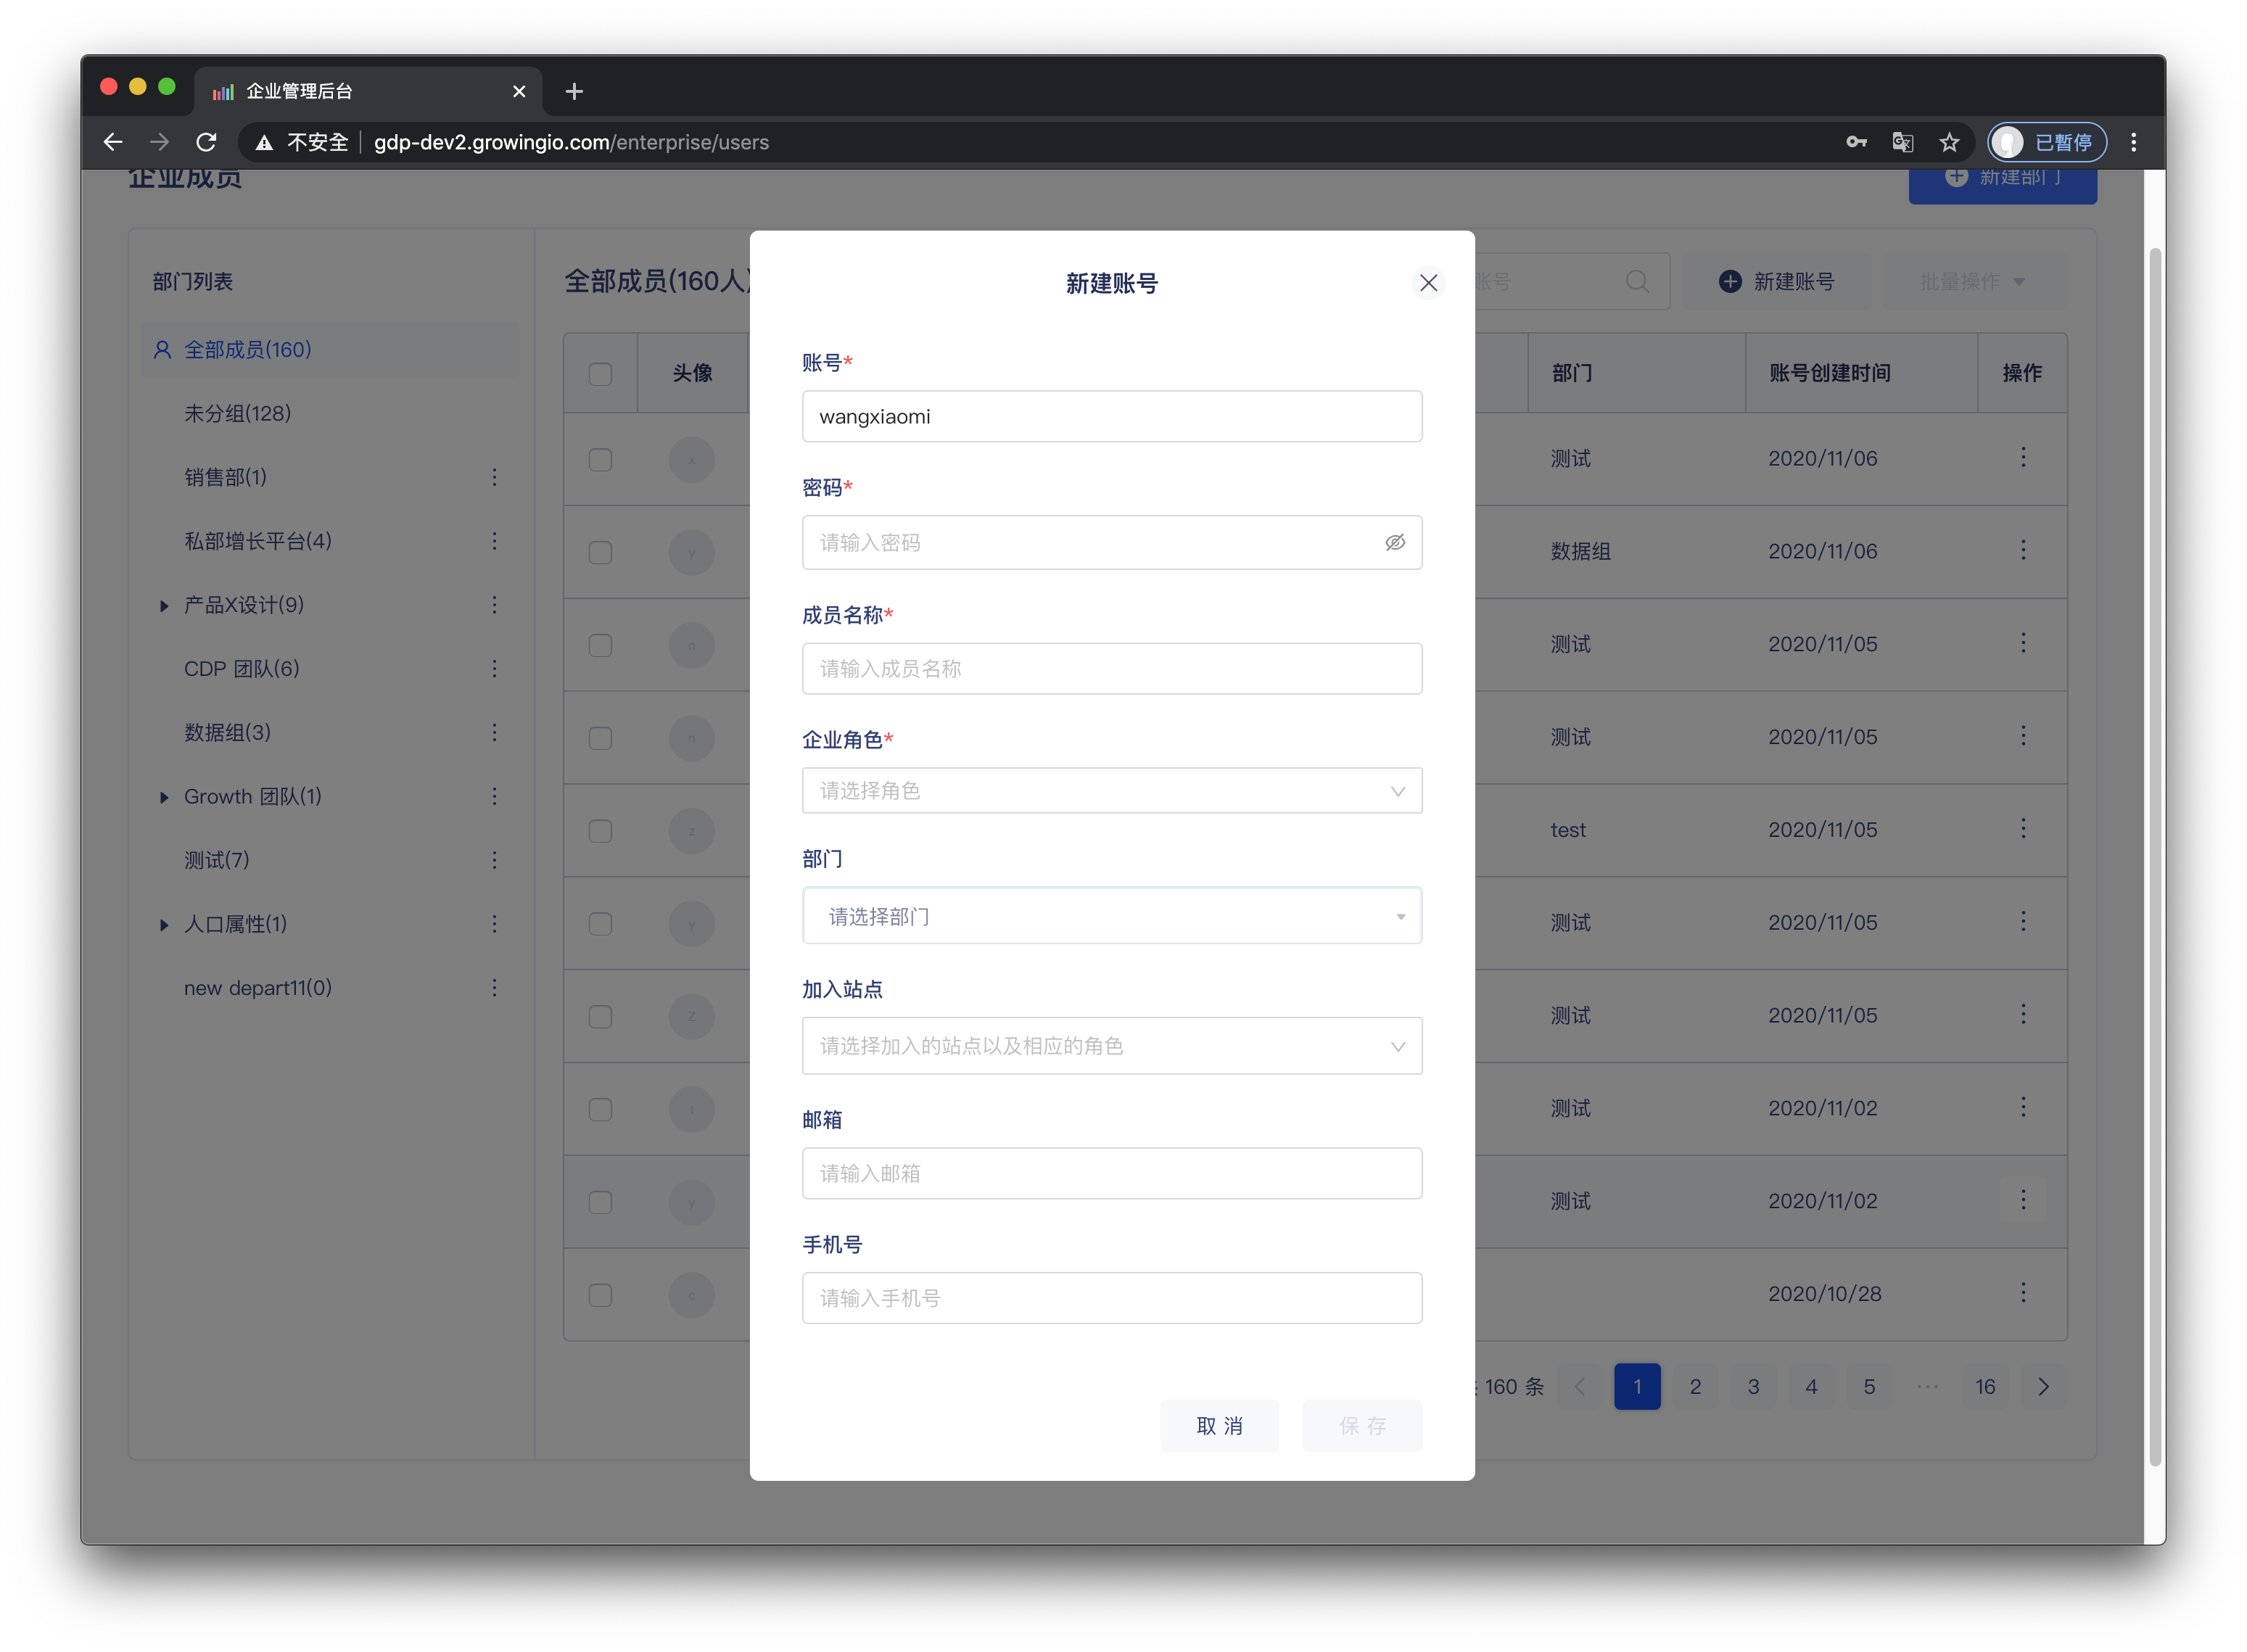 企业管理后台
不安全 gdp-dev2.growingio.com/enterprise/users 已暂停
企业成员 新建部门
部门列表
全部成员(160)
未分组(128)
销售部(1)
私部增长平台(4)
产品X设计(9)
CDP 团队(6)
数据组(3)
Growth 团队(1)
测试(7)
人口属性(1)
new depart11(0)
全部成员(160人)
账号 新建账号 批量操作
头像 部门 账号创建时间 操作
x 测试 2020/11/06
y 数据组 2020/11/06
n 测试 2020/11/05
n 测试 2020/11/05
z test 2020/11/05
y 测试 2020/11/05
z 测试 2020/11/05
t 测试 2020/11/02
y 测试 2020/11/02
c 2020/10/28
160 条 1 2 3 4 5 ••• 16
新建账号
账号*
wangxiaomi
密码*
请输入密码
成员名称*
请输入成员名称
企业角色*
请选择角色
部门
请选择部门
加入站点
请选择加入的站点以及相应的角色
邮箱
请输入邮箱
手机号
请输入手机号
取消 保存